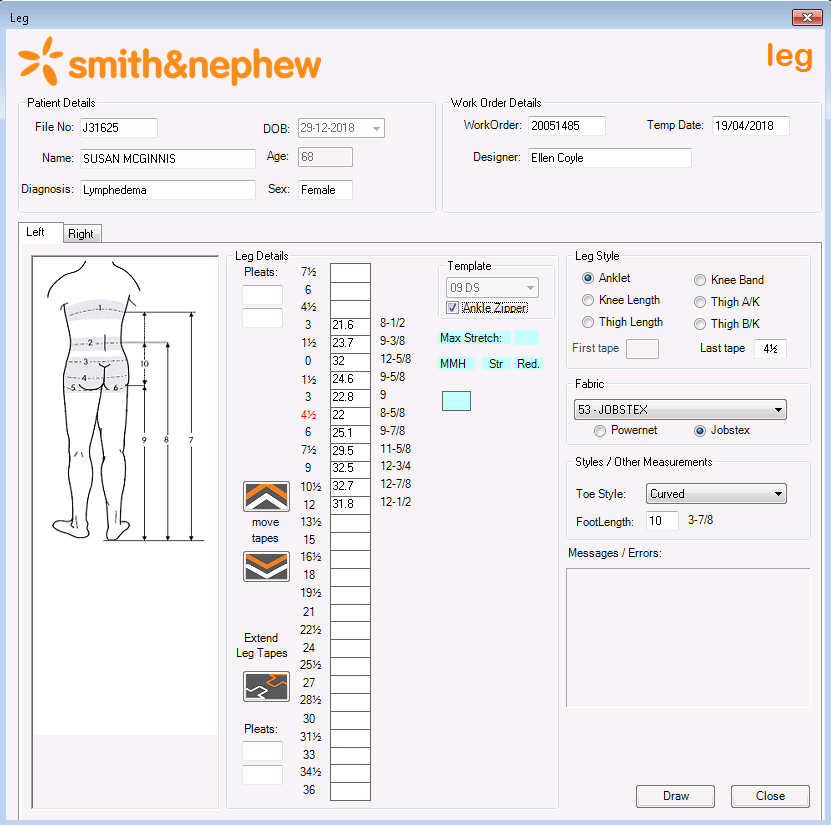 Leg
smith&nephew
leg
Patient Details
File No: J31625
DOB: 29-12-2018
Name: SUSAN MCGINNIS
Age: 68
Diagnosis: Lymphedema
Sex: Female
Work Order Details
WorkOrder: 20051485
Temp Date: 19/04/2018
Designer: Ellen Coyle
Left
Right
1
2
3
4
5
6
10
9
8
7
Leg Details
Pleats:
7½
6
4½
3 21.6 8-1/2
1½ 23.7 9-3/8
0 32 12-5/8
1½ 24.6 9-5/8
3 22.8 9
4½ 22 8-5/8
6 25.1 9-7/8
7½ 29.5 11-5/8
9 32.5 12-3/4
10½ 32.7 12-7/8
12 31.8 12-1/2
13½
15
16½
18
19½
21
22½
24
25½
27
28½
30
31½
33
34½
36
move
tapes
Extend
Leg Tapes
Pleats:
Template
09 DS
Ankle Zipper
Max Stretch:
MMH Str Red.
Leg Style
Anklet
Knee Band
Knee Length
Thigh A/K
Thigh Length
Thigh B/K
First tape
Last tape 4½
Fabric
53 - JOBSTEX
Powernet
Jobstex
Styles / Other Measurements
Toe Style: Curved
FootLength: 10 3-7/8
Messages / Errors:
Draw
Close